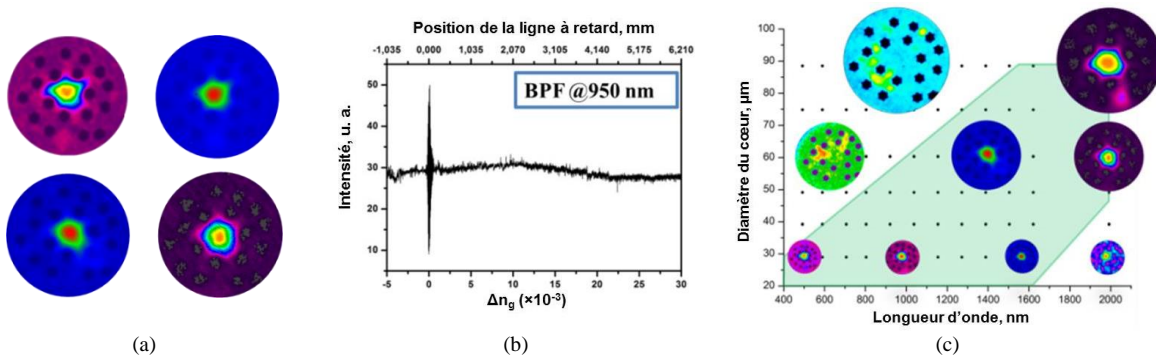 Position de la ligne à retard, mm
-1,035 0,000 1,035 2,070 3,105 4,140 5,175 6,210
BPF @950 nm
Intensité, u. a.
50
40
30
20
10
-5 0 5 10 15 20 25 30
Δng (×10-3)
Diamètre du cœur, µm
100
90
80
70
60
50
40
30
20
400 600 800 1000 1200 1400 1600 1800 2000
Longueur d'onde, nm
(a) (b) (c)